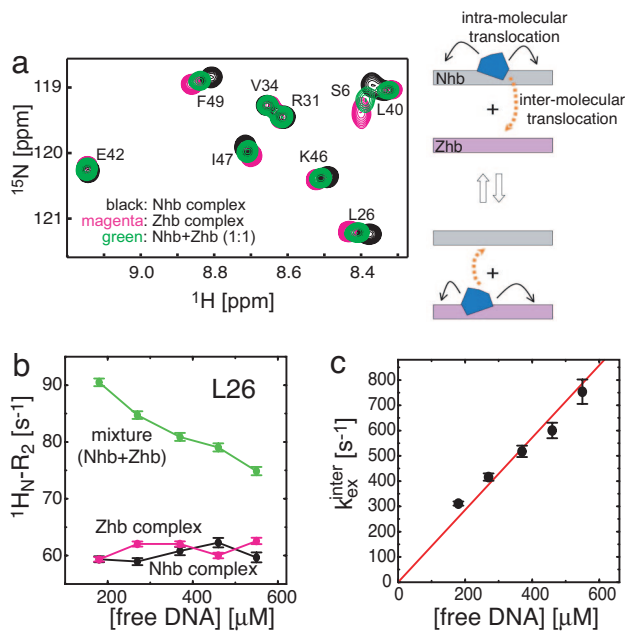 a
119
120
121
¹⁵N [ppm]
F49
V34
R31
S6
L40
E42
I47
K46
L26
black: Nhb complex
magenta: Zhb complex
green: Nhb+Zhb (1:1)
9.0 8.8 8.6 8.4
¹H [ppm]
intra-molecular
translocation
Nhb
+
inter-molecular
translocation
Zhb
+
b
L26
90
80
70
60
¹H_N-R₂ [s⁻¹]
mixture
(Nhb+Zhb)
Zhb complex
Nhb complex
200 400 600
[free DNA] [μM]
c
800
700
600
500
400
300
200
100
0
k_ex^inter [s⁻¹]
0 200 400 600
[free DNA] [μM]